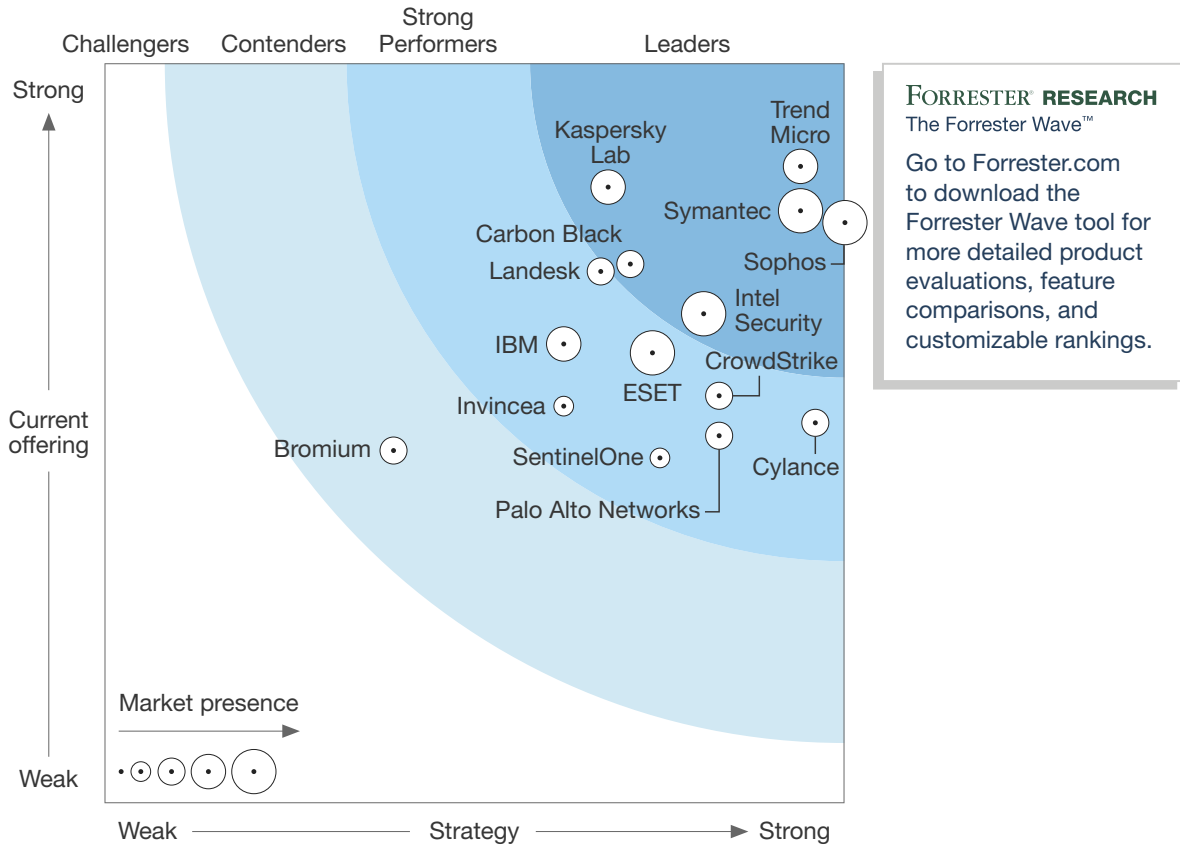 Challengers
Contenders
Strong
Performers
Leaders
Strong
Current
offering
Weak
Kaspersky
Lab
Trend
Micro
Symantec
Carbon Black
Landesk
Sophos
Intel
Security
IBM
CrowdStrike
ESET
Invincea
Bromium
SentinelOne
Cylance
Palo Alto Networks
Market presence
Weak
Strategy
Strong
FORRESTER® RESEARCH
The Forrester Wave™
Go to Forrester.com
to download the
Forrester Wave tool for
more detailed product
evaluations, feature
comparisons, and
customizable rankings.